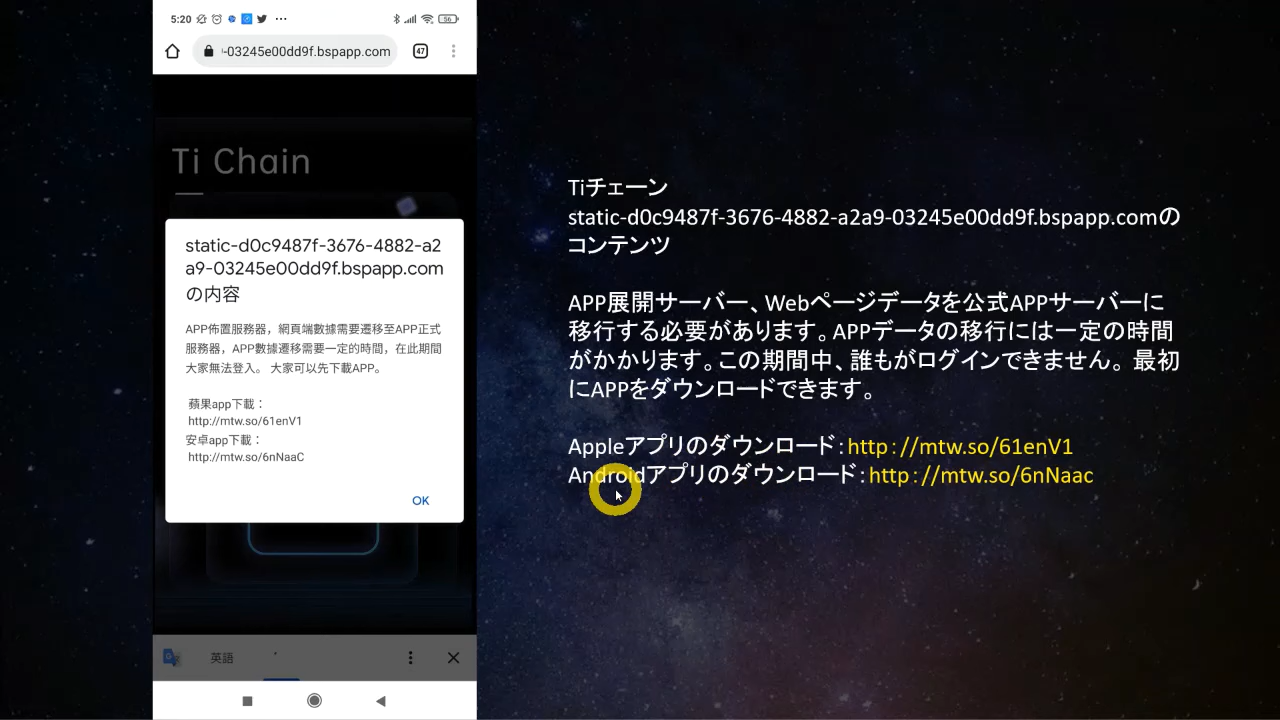 5:20
56
-03245e00dd9f.bspapp.com
47
Ti Chain
static-d0c9487f-3676-4882-a2
a9-03245e00dd9f.bspapp.com
の内容
APP佈置服務器，網頁端數據需要遷移至APP正式
服務器，APP數據遷移需要一定的時間，在此期間
大家無法登入。 大家可以先下載APP。
蘋果app下載：
http://mtw.so/61enV1
安卓app下載：
http://mtw.so/6nNaaC
OK
英語
Tiチェーン
static-d0c9487f-3676-4882-a2a9-03245e00dd9f.bspapp.comの
コンテンツ
APP展開サーバー、Webページデータを公式APPサーバーに
移行する必要があります。APPデータの移行には一定の時間
がかかります。この期間中、誰もがログインできません。 最初
にAPPをダウンロードできます。
Appleアプリのダウンロード：http：//mtw.so/61enV1
Androidアプリのダウンロード：http：//mtw.so/6nNaac